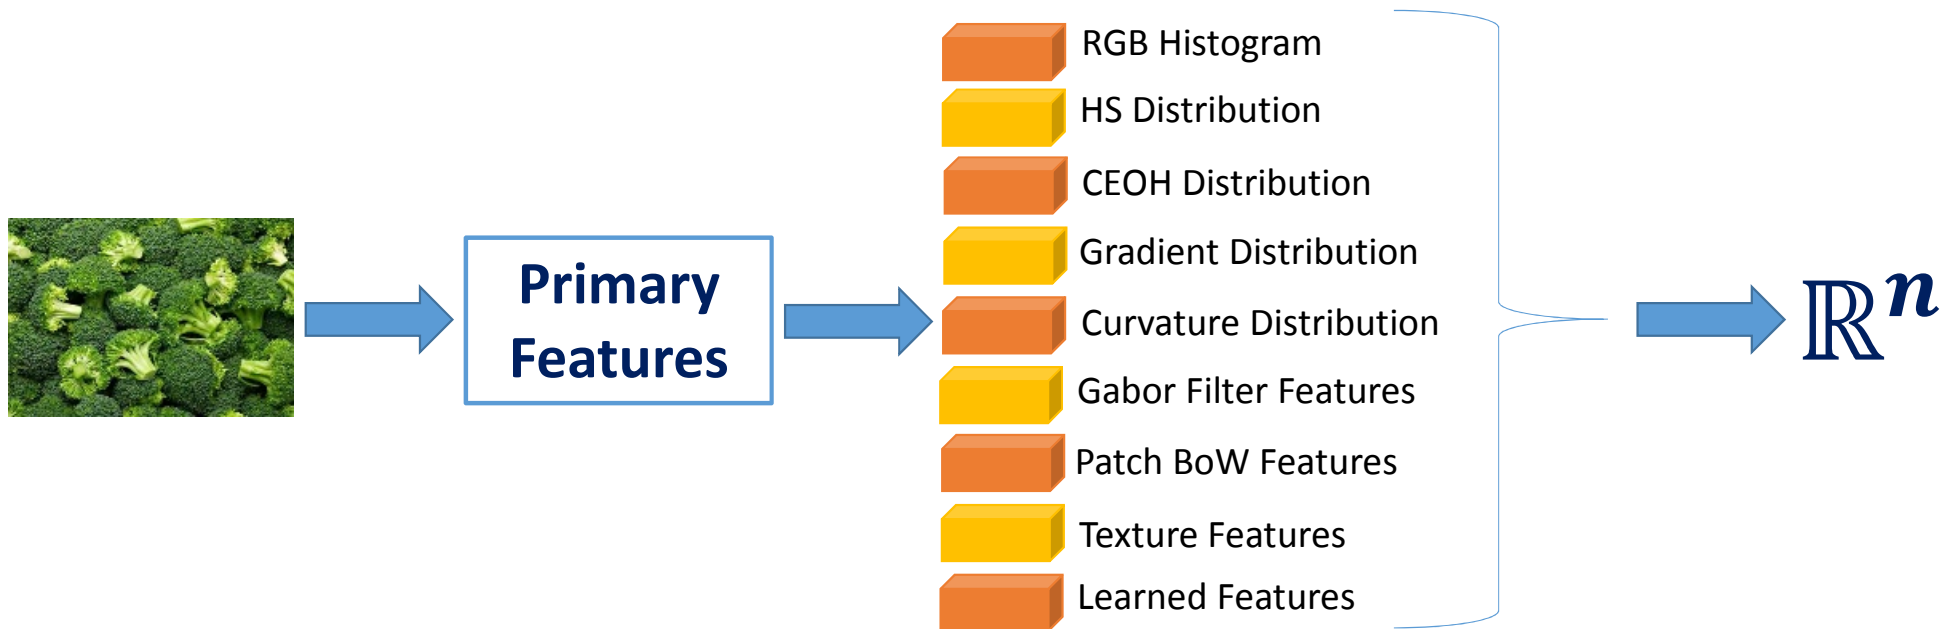 Primary
Features
RGB Histogram
HS Distribution
CEOH Distribution
Gradient Distribution
Curvature Distribution
Gabor Filter Features
Patch BoW Features
Texture Features
Learned Features
ℝⁿ